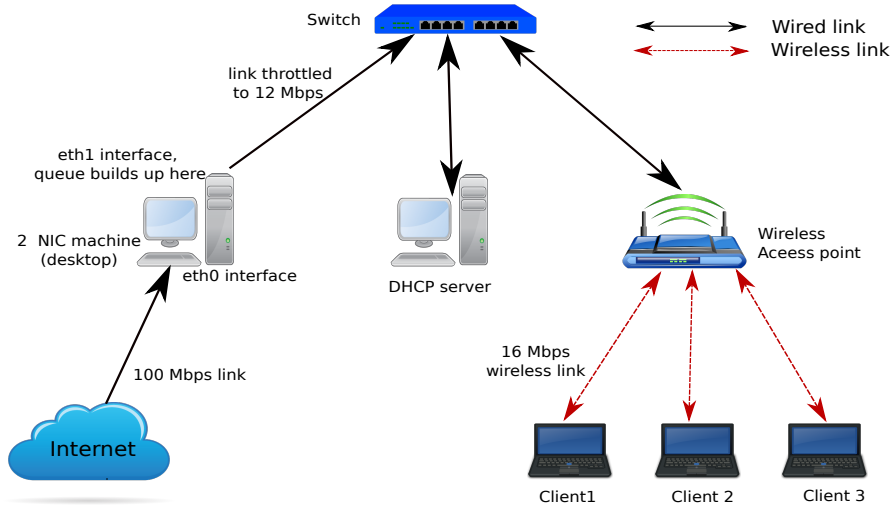 Switch
Wired link
Wireless link
link throttled
to 12 Mbps
eth1 interface,
queue builds up here
2 NIC machine
(desktop)
eth0 interface
DHCP server
Wireless
Aceess point
16 Mbps
wireless link
100 Mbps link
Internet
Client1
Client 2
Client 3